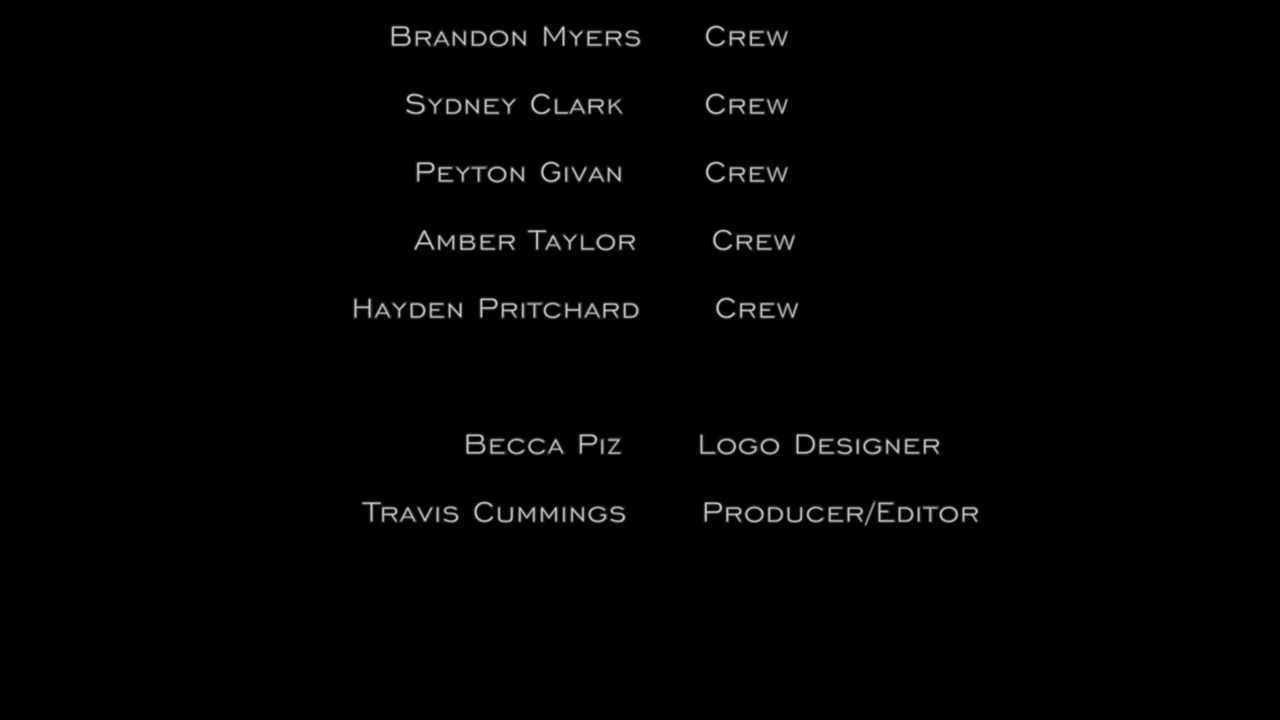 Brandon Myers Crew
Sydney Clark Crew
Peyton Givan Crew
Amber Taylor Crew
Hayden Pritchard Crew
Becca Piz Logo Designer
Travis Cummings Producer/Editor